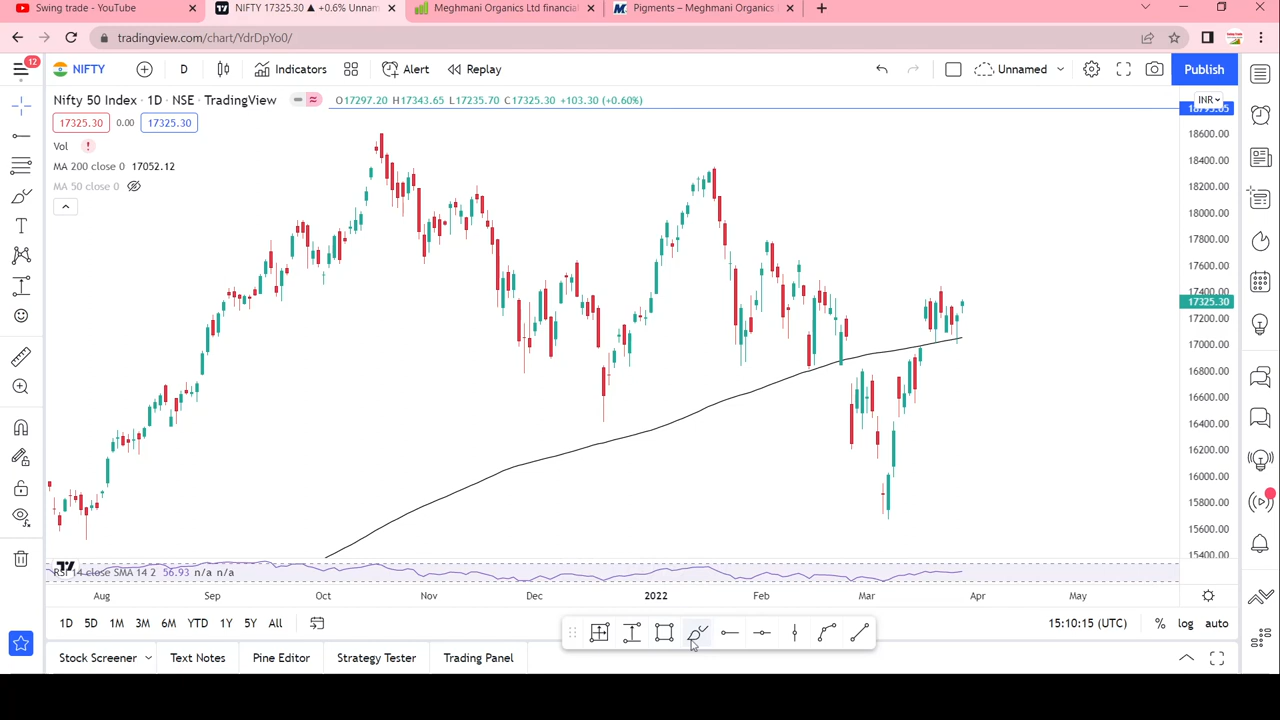 Swing trade - YouTube
NIFTY 17325.30 ▲ +0.6% Unnam
Meghmani Organics Ltd financia
Pigments – Meghmani Organics
tradingview.com/chart/YdrDpYo0/
12
NIFTY
D
Indicators
Alert
Replay
Unnamed
Publish
Nifty 50 Index · 1D · NSE · TradingView
O17297.20 H17343.65 L17235.70 C17325.30 +103.30 (+0.60%)
INR
17325.30
0.00
17325.30
Vol
MA 200 close 0 17052.12
MA 50 close 0
18600.00
18400.00
18200.00
18000.00
17800.00
17600.00
17400.00
17325.30
17200.00
17000.00
16800.00
16600.00
16400.00
16200.00
16000.00
15800.00
15600.00
15400.00
RSI 14 close SMA 14 2 56.93 n/a n/a
Aug
Sep
Oct
Nov
Dec
2022
Feb
Mar
Apr
May
1D
5D
1M
3M
6M
YTD
1Y
5Y
All
15:10:15 (UTC)
%
log
auto
Stock Screener
Text Notes
Pine Editor
Strategy Tester
Trading Panel